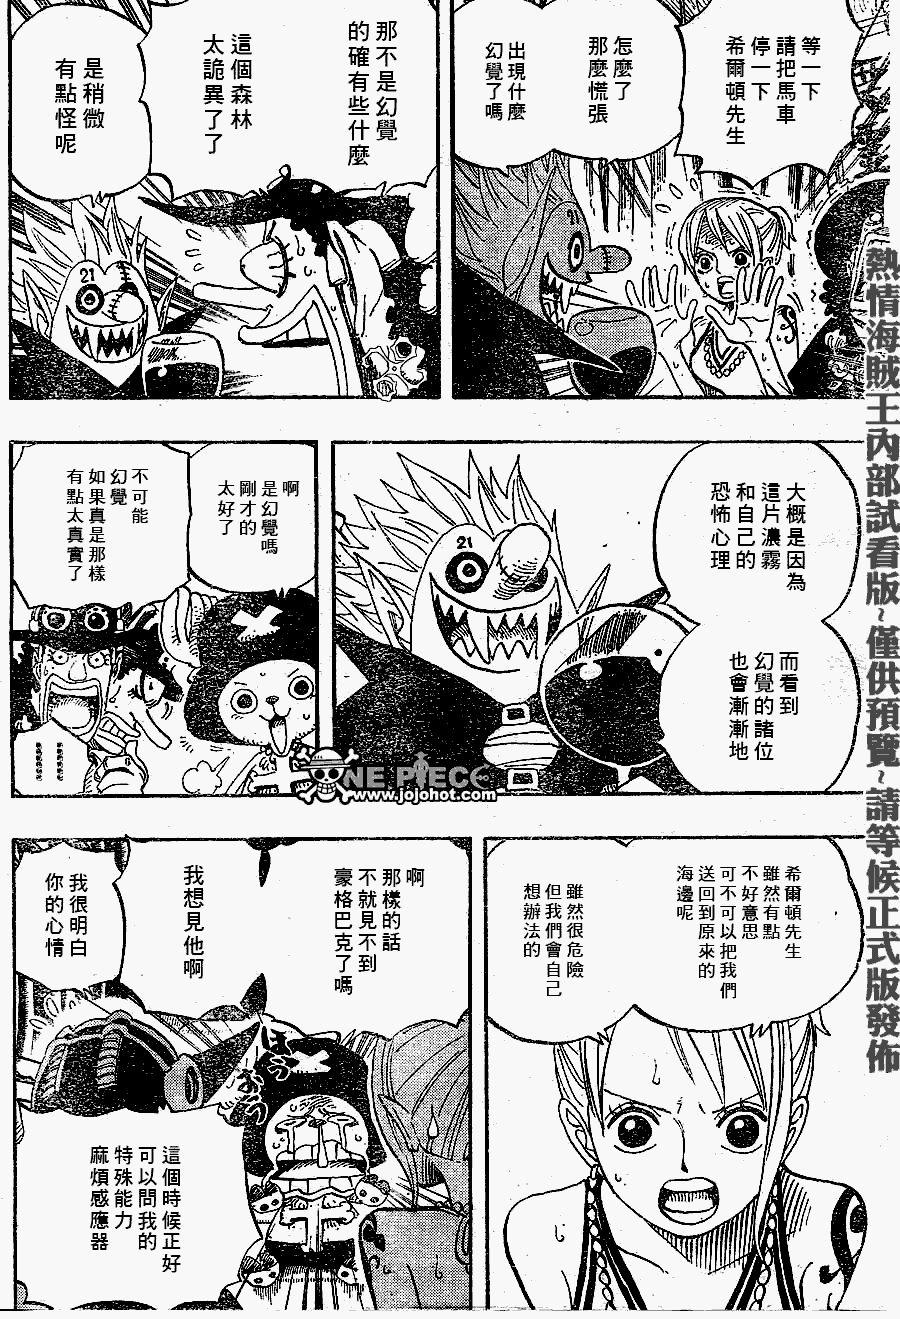 等一下
請把馬車
停一下
希爾頓先生
怎麼了
那麼慌張
出現什麼
幻覺了嗎
那不是幻覺
的確有些什麼
這個森林
太詭異了了
是稍微
有點怪呢
21
21
大概是因為
這片濃霧
和自己的
恐怖心理
而看到
幻覺的諸位
也會漸漸地
21
啊
是幻覺嗎
剛才的
太好了
不可能
幻覺
如果真是那樣
有點太真實了
ONE PIECE
www.jojohot.com
希爾頓先生
雖然有點
不好意思
可不可以把我們
送回到原來的
海邊呢
雖然很危險
但我們會自己
想辦法的
啊
那樣的話
不就見不到
豪格巴克了嗎
我想見他啊
我很明白
你的心情
這個時候正好
可以問我的
特殊能力
麻煩感應器
熱情海賊王內部試看版~僅供預覽~請等候正式版發佈